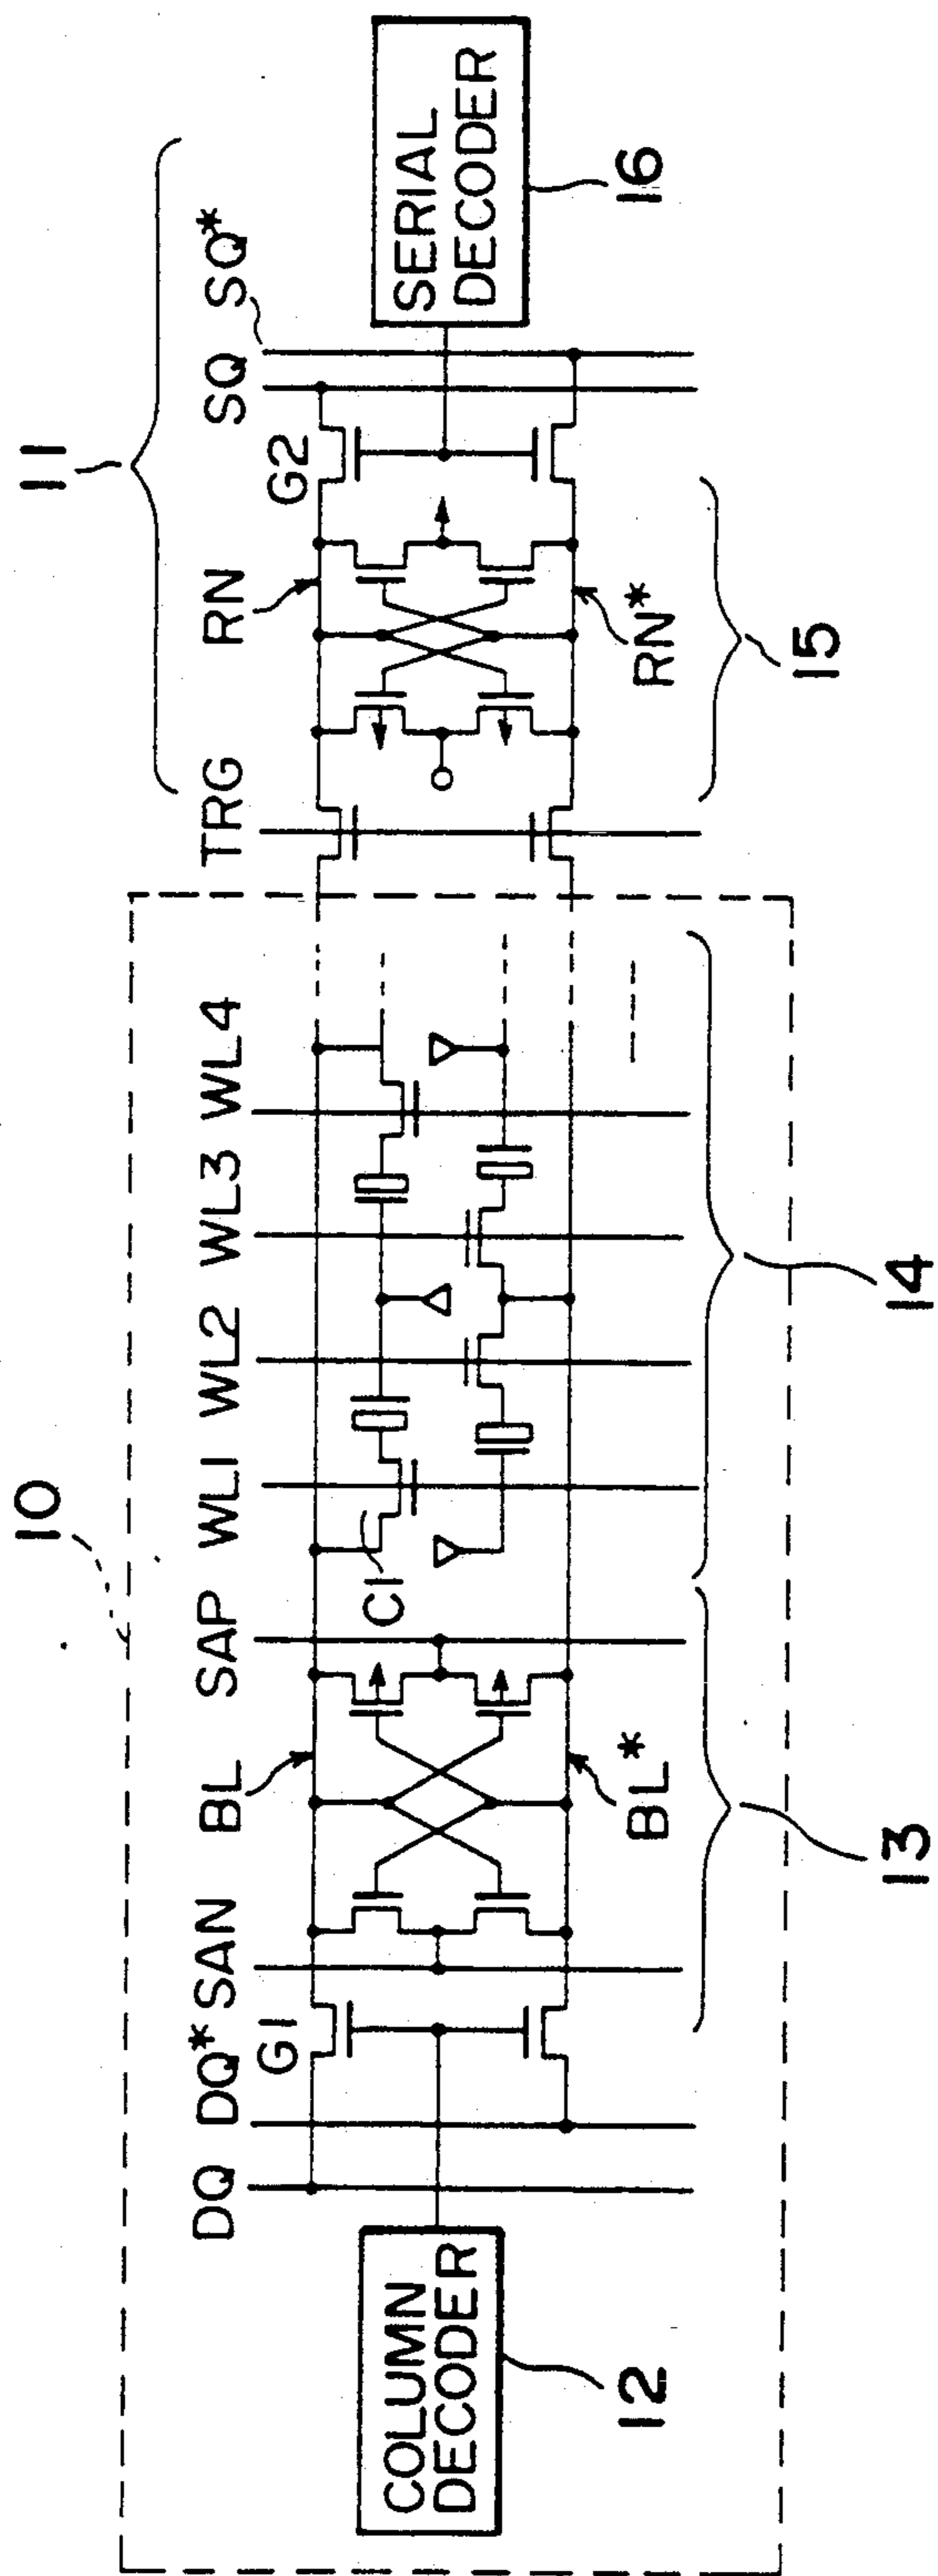 10
11
DQ DQ* SAN BL SAP WL1 WL2 WL3 WL4 TRG RN SQ SQ*
G1
C1
G2
COLUMN
DECODER
SERIAL
DECODER
BL*
RN*
12
13
14
15
16